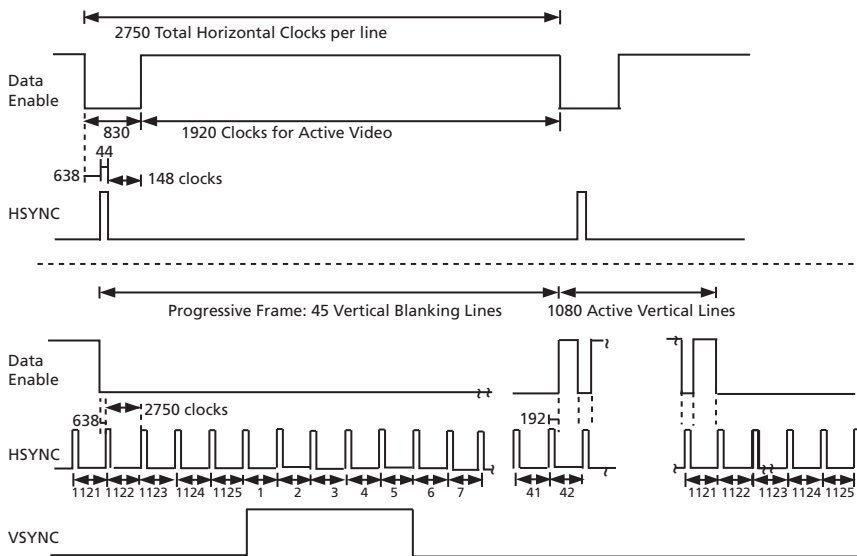 2750 Total Horizontal Clocks per line
Data
Enable
830
1920 Clocks for Active Video
44
638
148 clocks
HSYNC
Progressive Frame: 45 Vertical Blanking Lines
1080 Active Vertical Lines
Data
Enable
638
2750 clocks
192
HSYNC
1121 1122 1123 1124 1125 1 2 3 4 5 6 7 41 42 1121 1122 1123 1124 1125
VSYNC